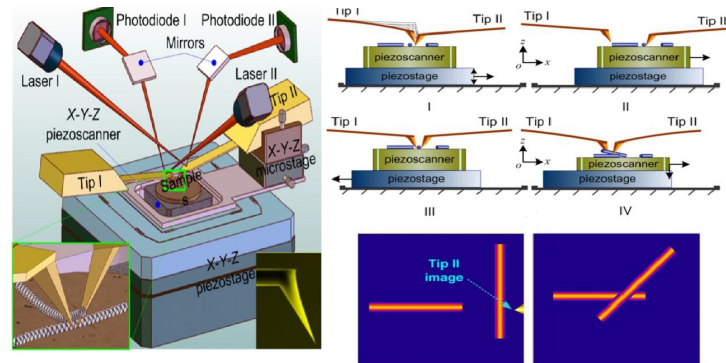 Photodiode I
Photodiode II
Mirrors
Laser I
Laser II
X-Y-Z
piezoscanner
Tip II
X-Y-Z
microstage
Tip I
Sample
s
X-Y-Z
piezostage
Tip I
Tip II
piezoscanner
piezostage
z
o
x
I
Tip I
Tip II
piezoscanner
piezostage
II
Tip I
Tip II
piezoscanner
piezostage
z
o
x
III
Tip I
Tip II
piezoscanner
piezostage
IV
Tip II
image